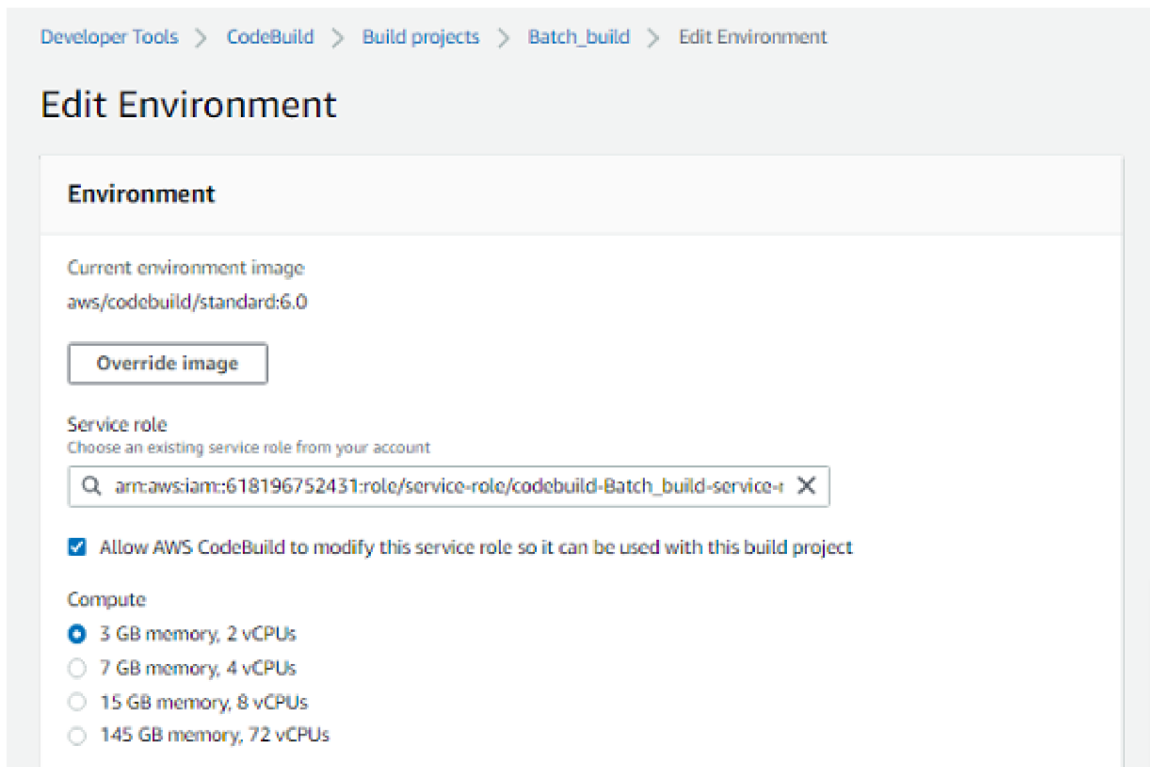 Developer Tools > CodeBuild > Build projects > Batch_build > Edit Environment
Edit Environment
Environment
Current environment image
aws/codebuild/standard:6.0
Override image
Service role
Choose an existing service role from your account
arn:aws:iam::618196752431:role/service-role/codebuild-Batch_build-service-r
Allow AWS CodeBuild to modify this service role so it can be used with this build project
Compute
3 GB memory, 2 vCPUs
7 GB memory, 4 vCPUs
15 GB memory, 8 vCPUs
145 GB memory, 72 vCPUs